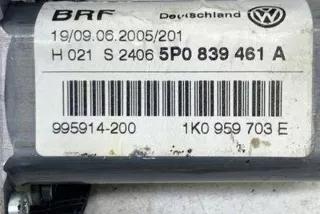 BRF Deutschland
19/09.06.2005/201
H 021 S 2406 5P0 839 461 A
995914-200 1K0 959 703 E